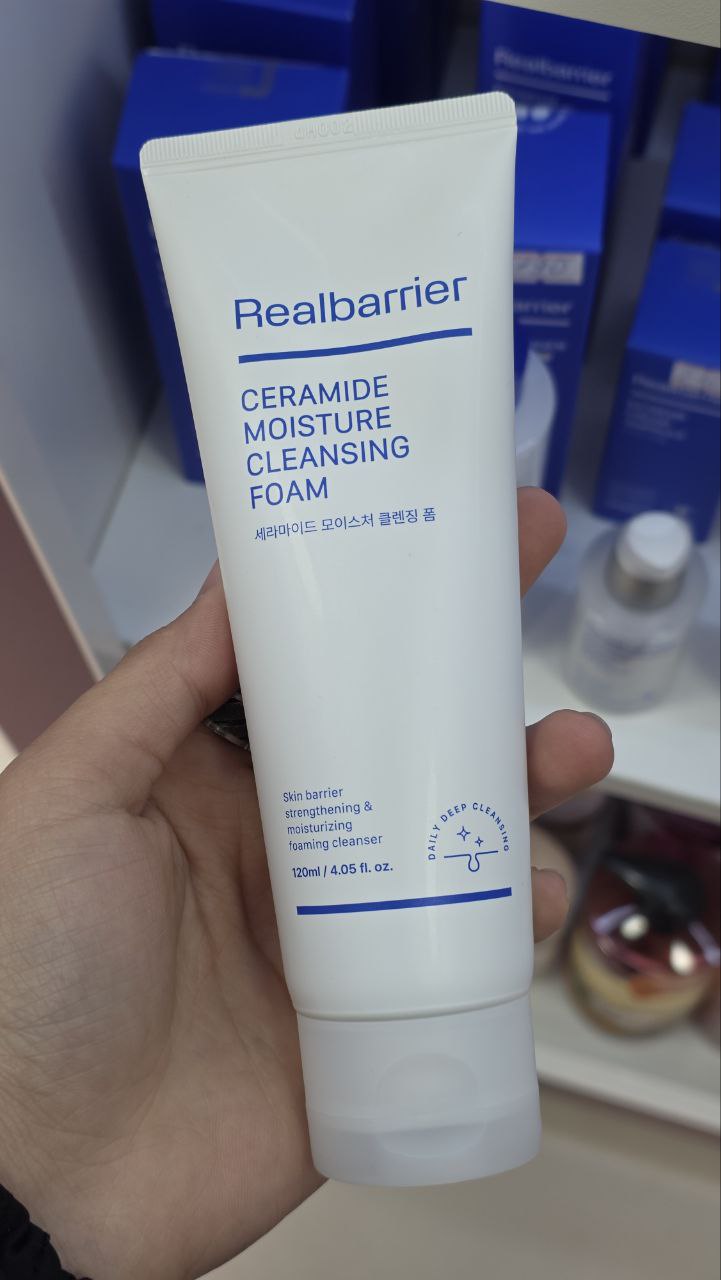 Realbarrier
Realbarrier
CERAMIDE
MOISTURE
CLEANSING
FOAM
세라마이드 모이스처 클렌징 폼
Skin barrier
strengthening &
moisturizing
foaming cleanser
120ml / 4.05 fl. oz.
DAILY DEEP CLEANSING